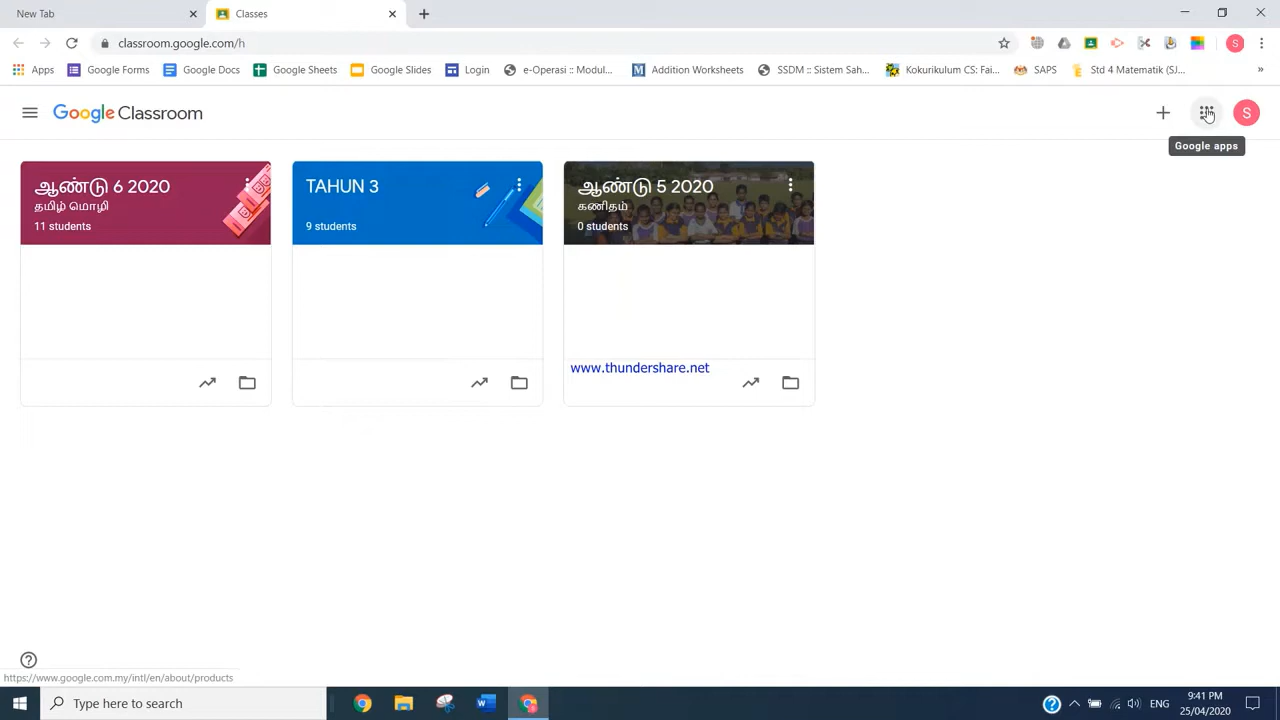 New Tab
Classes
classroom.google.com/h
S
Apps
Google Forms
Google Docs
Google Sheets
Google Slides
Login
e-Operasi :: Modul...
Addition Worksheets
SSDM :: Sistem Sah...
Kokurikulum CS: Fai...
SAPS
Std 4 Matematik (SJ...
»
Google Classroom
S
Google apps
ஆண்டு 6 2020
தமிழ் மொழி
11 students
TAHUN 3
9 students
ஆண்டு 5 2020
கணிதம்
0 students
www.thundershare.net
https://www.google.com.my/intl/en/about/products
Type here to search
ENG
9:41 PM
25/04/2020